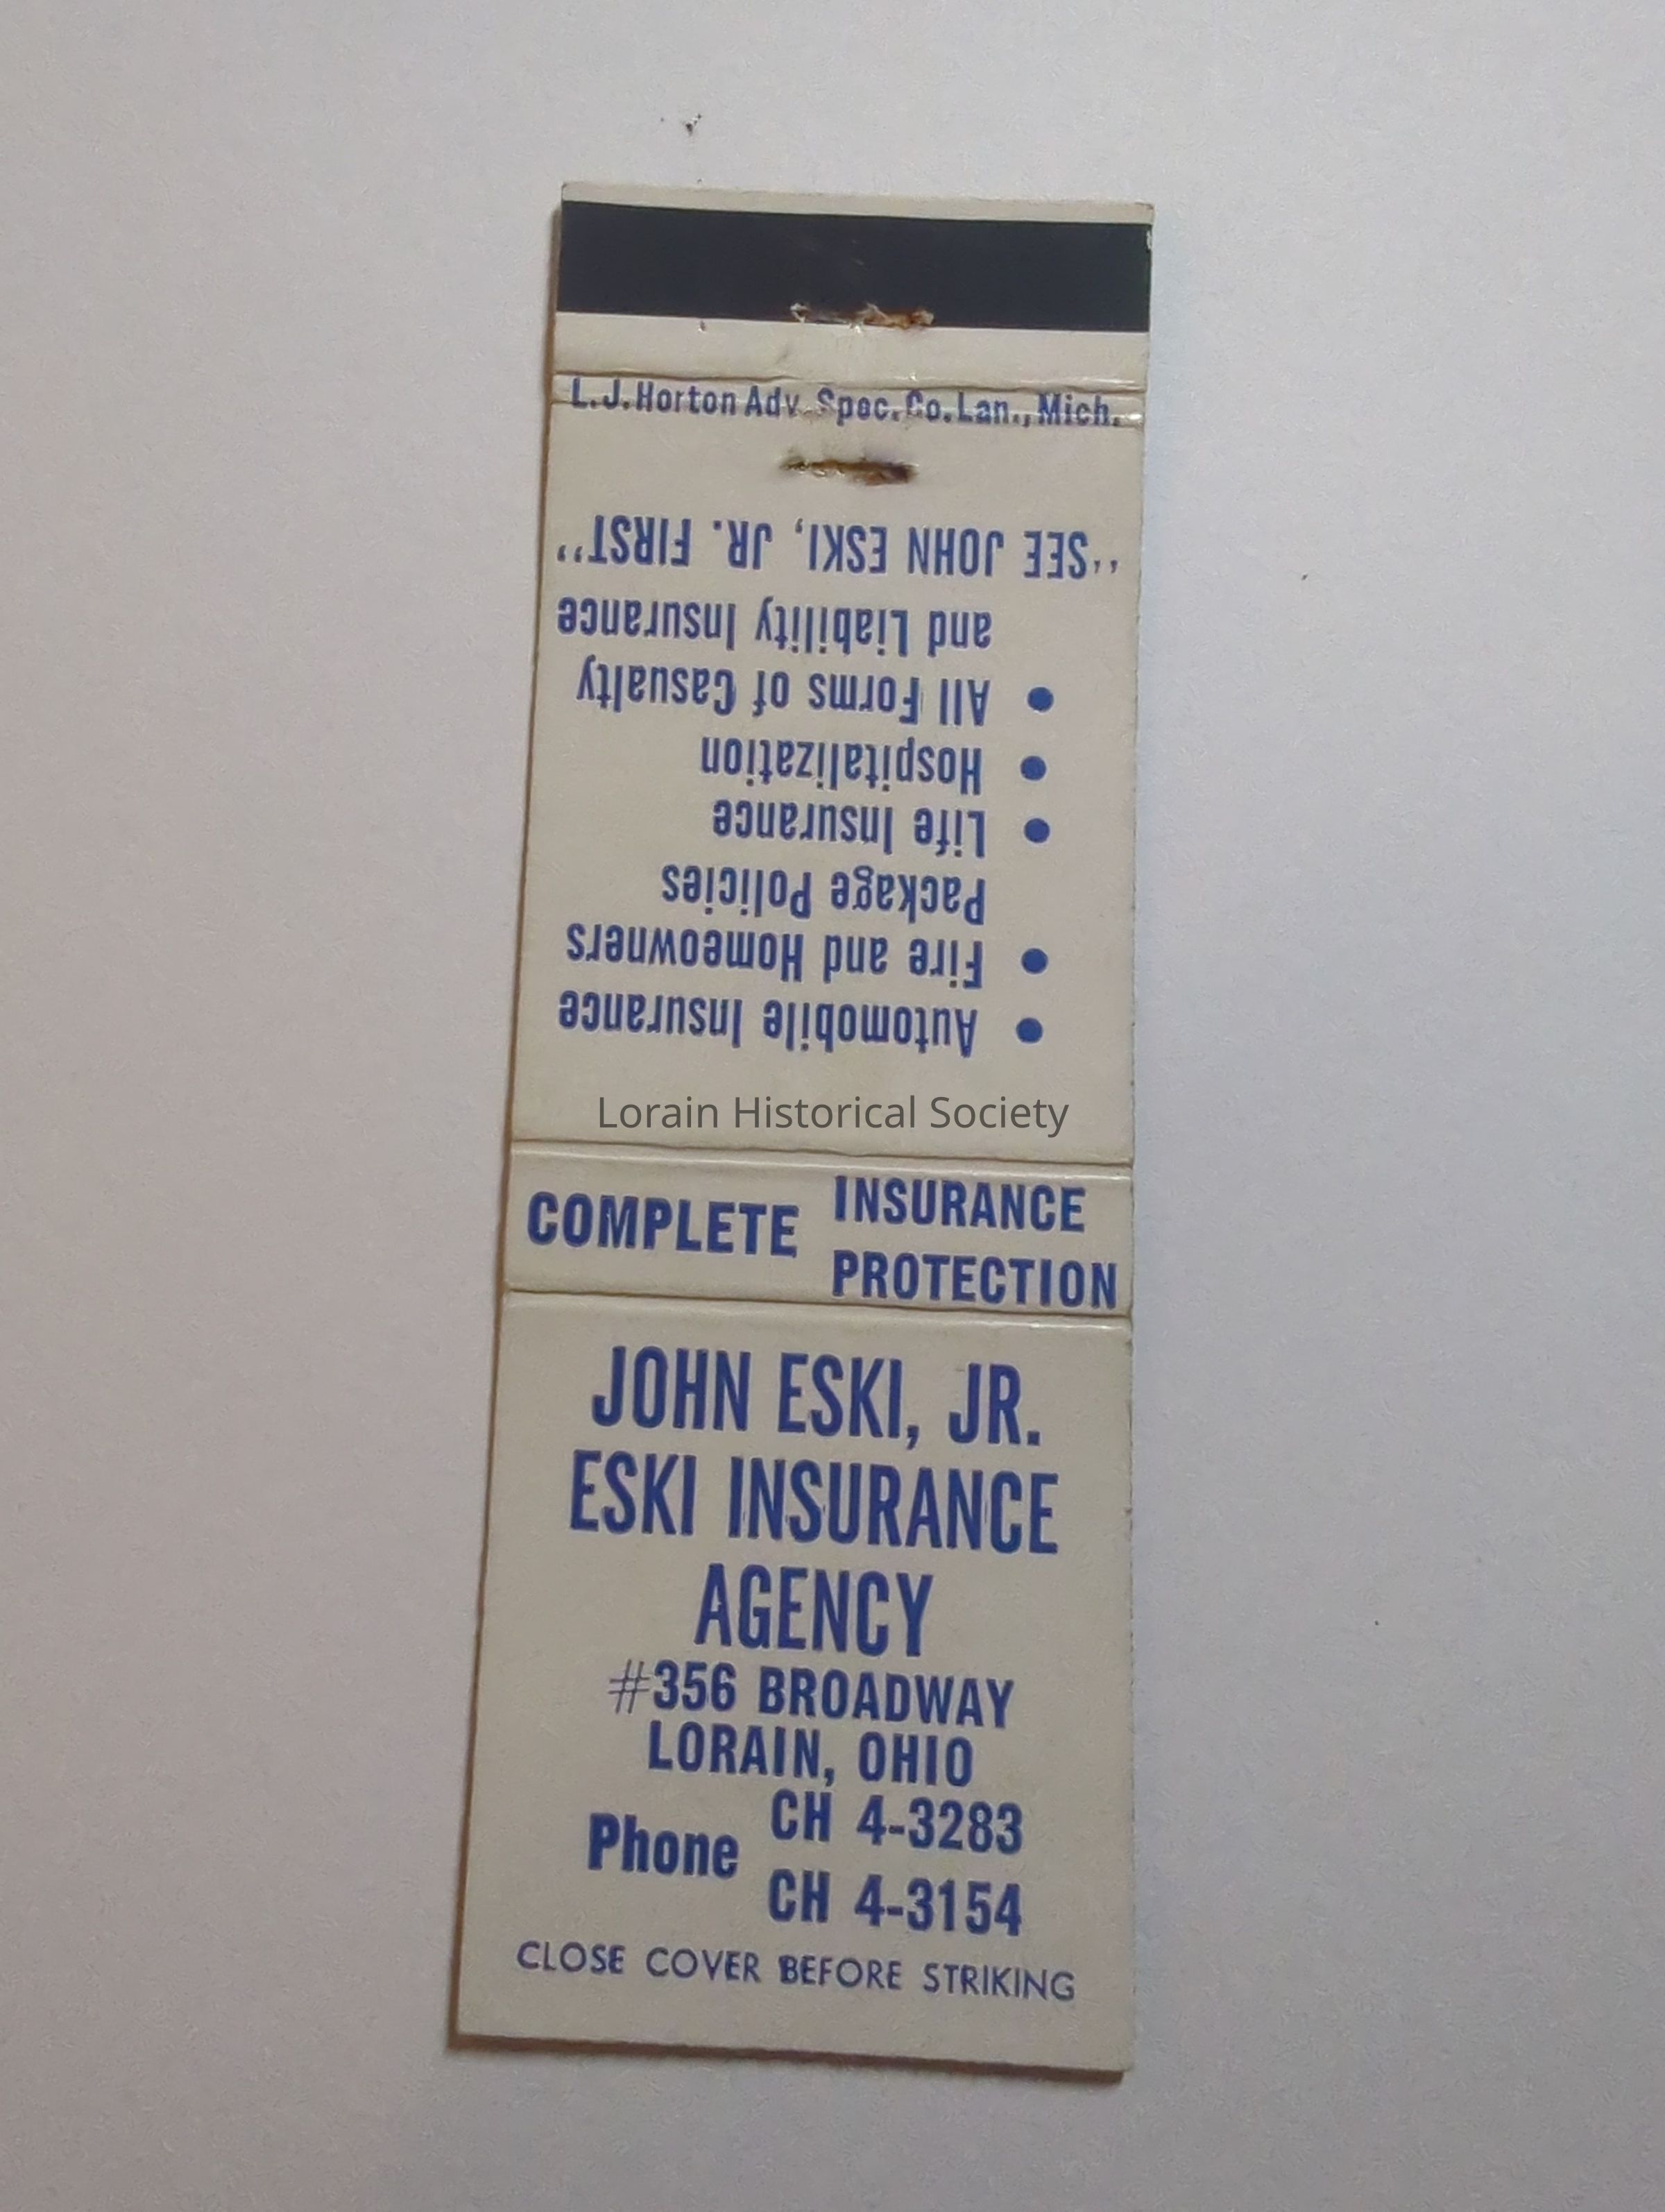 L.J.Horton Adv. Spec. Co. Lan., Mich.
• Automobile Insurance
• Fire and Homeowners
Package Policies
• Life Insurance
• Hospitalization
• All Forms of Casualty
and Liability Insurance
"SEE JOHN ESKI, JR. FIRST"
Lorain Historical Society
COMPLETE INSURANCE
PROTECTION
JOHN ESKI, JR.
ESKI INSURANCE
AGENCY
#356 BROADWAY
LORAIN, OHIO
Phone CH 4-3283
CH 4-3154
CLOSE COVER BEFORE STRIKING